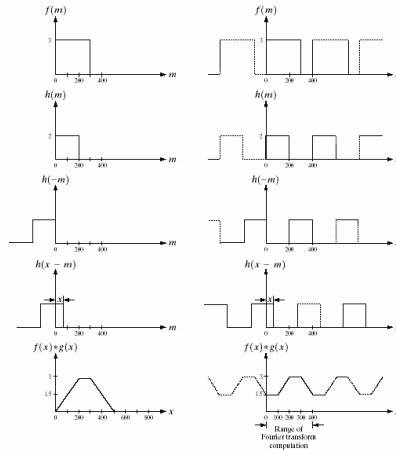 f(m)
f(m)
3
3
m
0 200 400
0 200 400
h(m)
h(m)
2
2
m
0 200 400
0 200 400
h(−m)
h(−m)
m
0 200 400
0 200 400
h(x − m)
h(x − m)
x
x
m
0 200 400
0 200 400
f(x) * g(x)
f(x) * g(x)
3
3
1.5
1.5
x
0 200 400 600 800
0 100 200 300 400
Range of
Fourier transform
computation